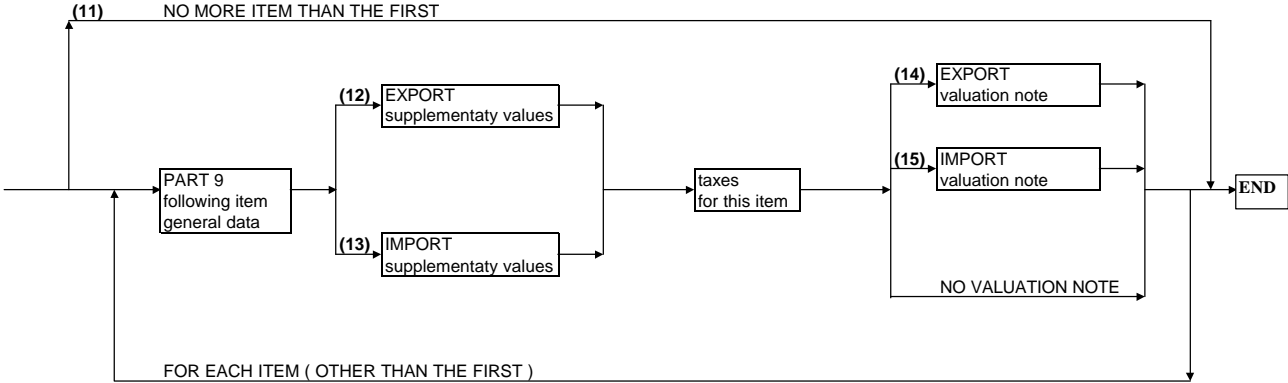 (11) NO MORE ITEM THAN THE FIRST
(12) EXPORT
supplementaty values
(14) EXPORT
valuation note
PART 9
following item
general data
taxes
for this item
(15) IMPORT
valuation note
END
(13) IMPORT
supplementaty values
NO VALUATION NOTE
FOR EACH ITEM ( OTHER THAN THE FIRST )